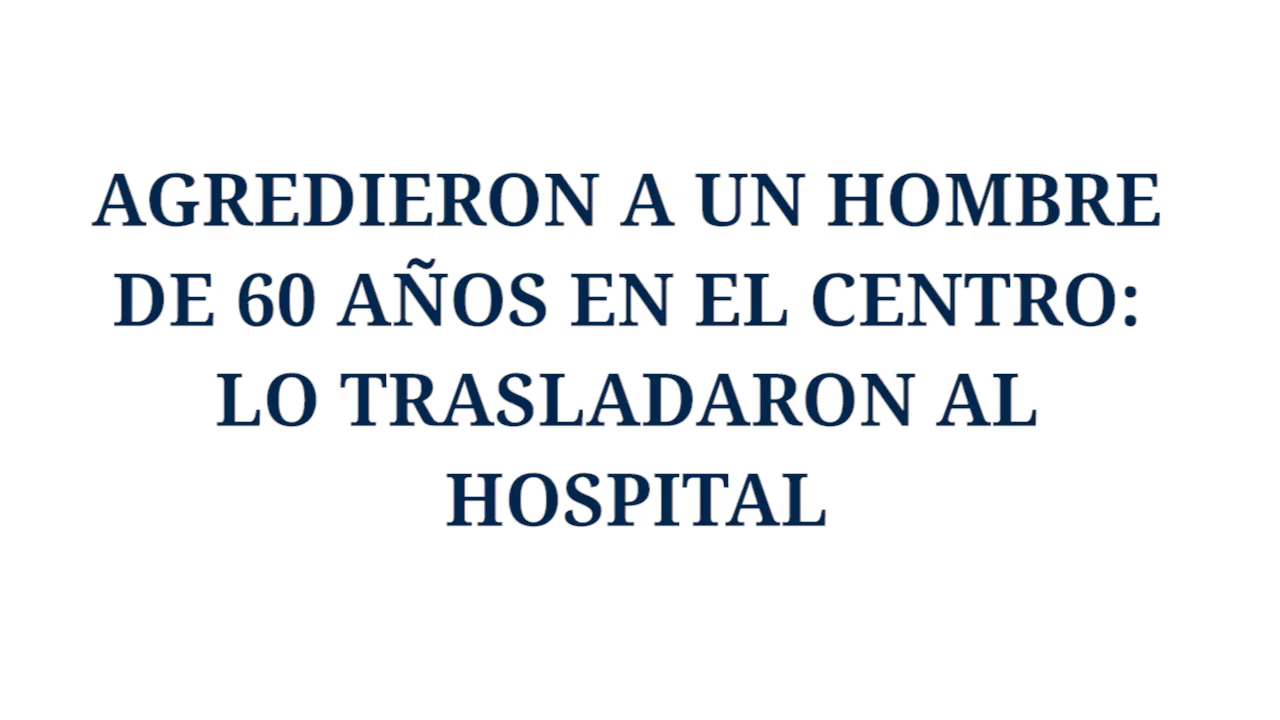 AGREDIERON A UN HOMBRE
DE 60 AÑOS EN EL CENTRO:
LO TRASLADARON AL
HOSPITAL